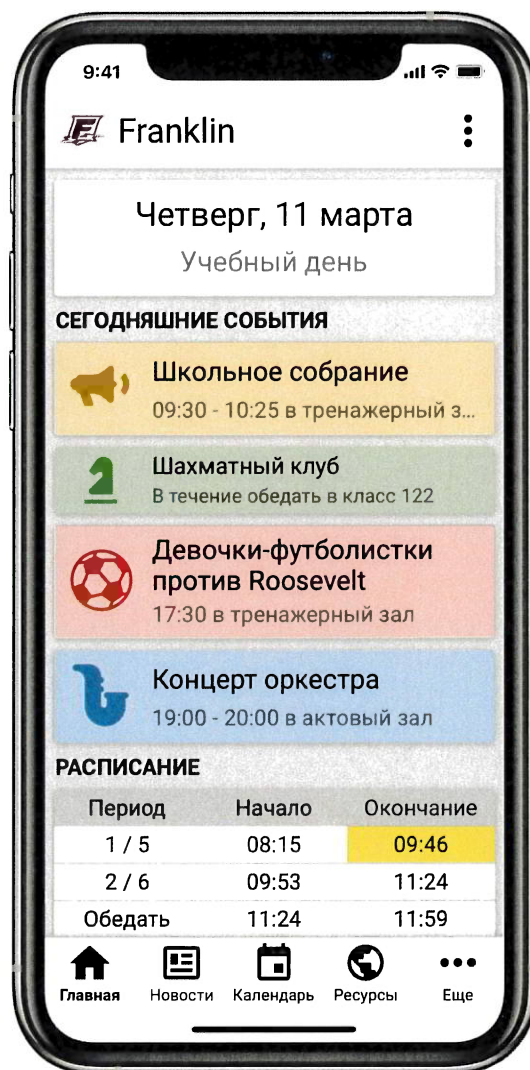 9:41
Franklin
Четверг, 11 марта
Учебный день
СЕГОДНЯШНИЕ СОБЫТИЯ
Школьное собрание
09:30 - 10:25 в тренажерный з...
Шахматный клуб
В течение обедать в класс 122
Девочки-футболистки
против Roosevelt
17:30 в тренажерный зал
Концерт оркестра
19:00 - 20:00 в актовый зал
РАСПИСАНИЕ
Период Начало Окончание
1 / 5 08:15 09:46
2 / 6 09:53 11:24
Обедать 11:24 11:59
Главная Новости Календарь Ресурсы Еще